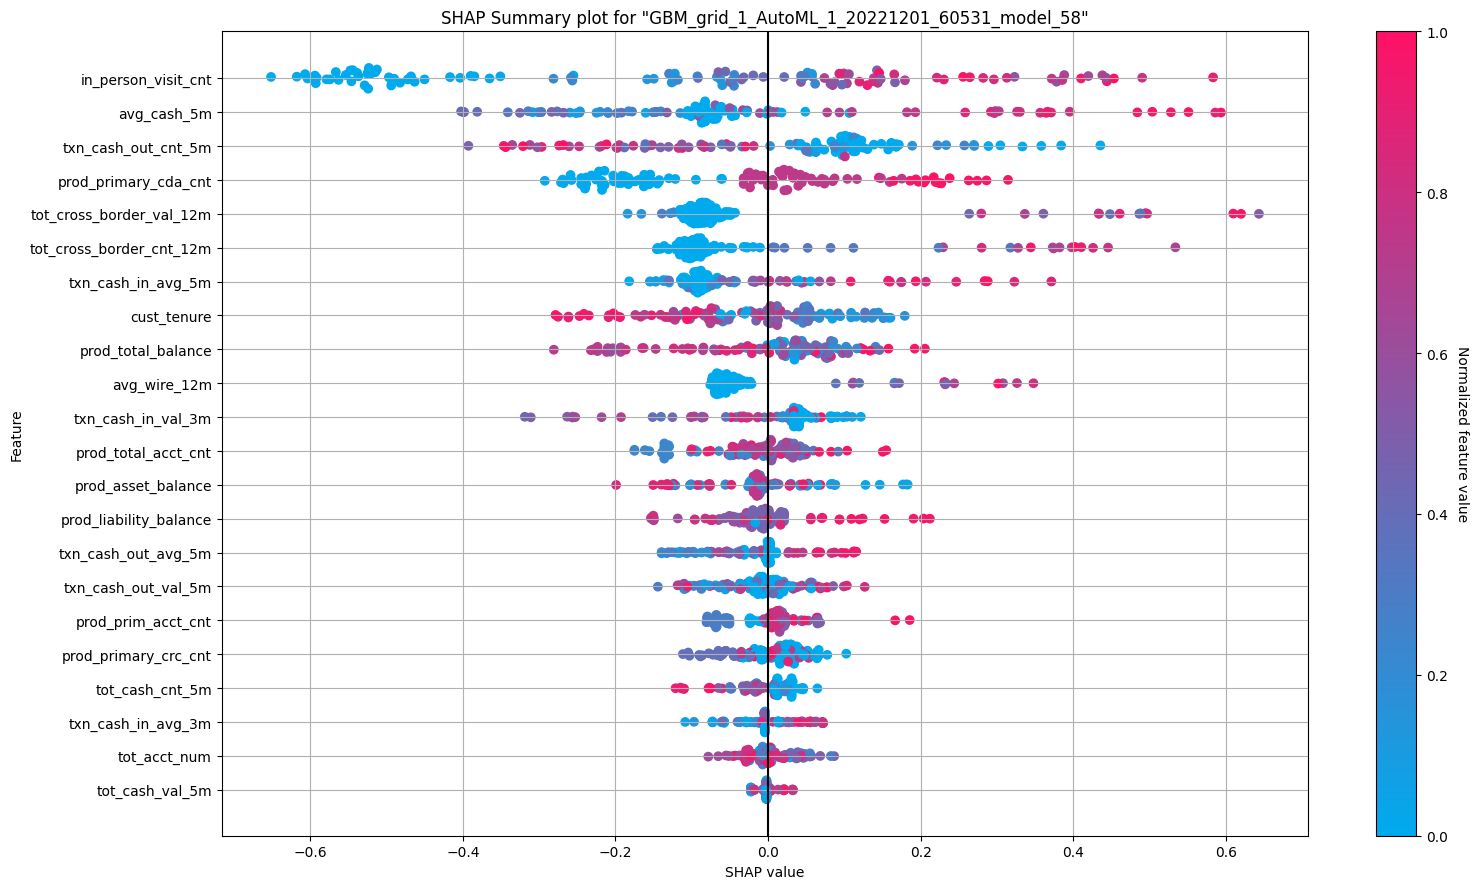 SHAP Summary plot for "GBM_grid_1_AutoML_1_20221201_60531_model_58"
Feature
in_person_visit_cnt
avg_cash_5m
txn_cash_out_cnt_5m
prod_primary_cda_cnt
tot_cross_border_val_12m
tot_cross_border_cnt_12m
txn_cash_in_avg_5m
cust_tenure
prod_total_balance
avg_wire_12m
txn_cash_in_val_3m
prod_total_acct_cnt
prod_asset_balance
prod_liability_balance
txn_cash_out_avg_5m
txn_cash_out_val_5m
prod_prim_acct_cnt
prod_primary_crc_cnt
tot_cash_cnt_5m
txn_cash_in_avg_3m
tot_acct_num
tot_cash_val_5m
−0.6 −0.4 −0.2 0.0 0.2 0.4 0.6
SHAP value
1.0
0.8
0.6
0.4
0.2
0.0
Normalized feature value